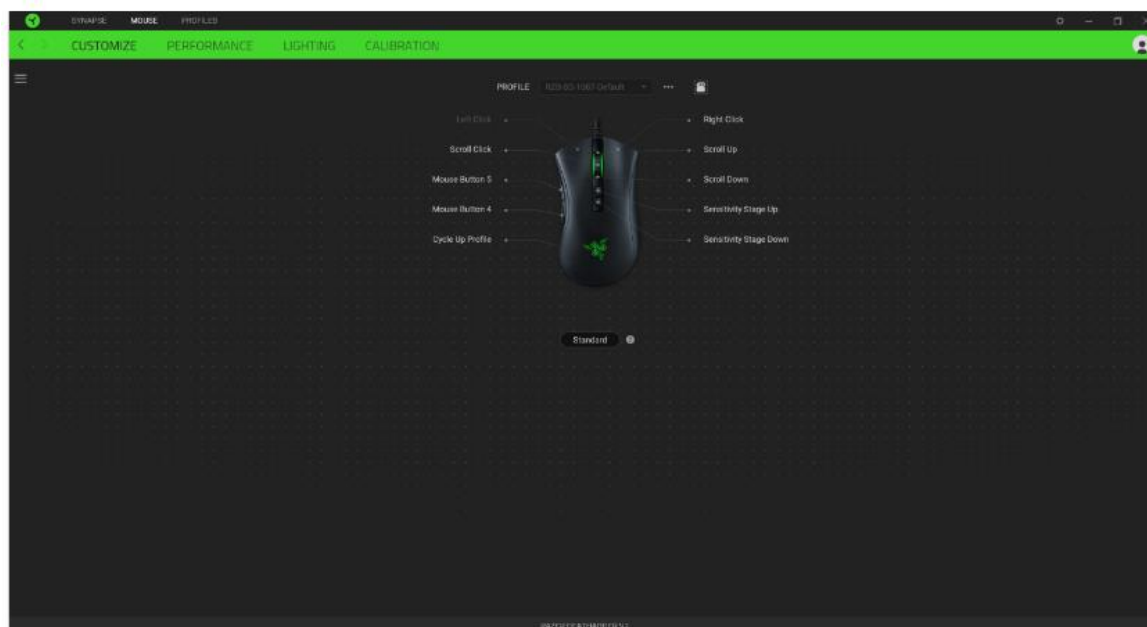 SYNAPSE MOUSE PROFILES
CUSTOMIZE PERFORMANCE LIGHTING CALIBRATION
PROFILE Default
Left Click
Right Click
Scroll Click
Scroll Up
Mouse Button 5
Scroll Down
Mouse Button 4
Sensitivity Stage Up
Cycle Up Profile
Sensitivity Stage Down
Standard ?